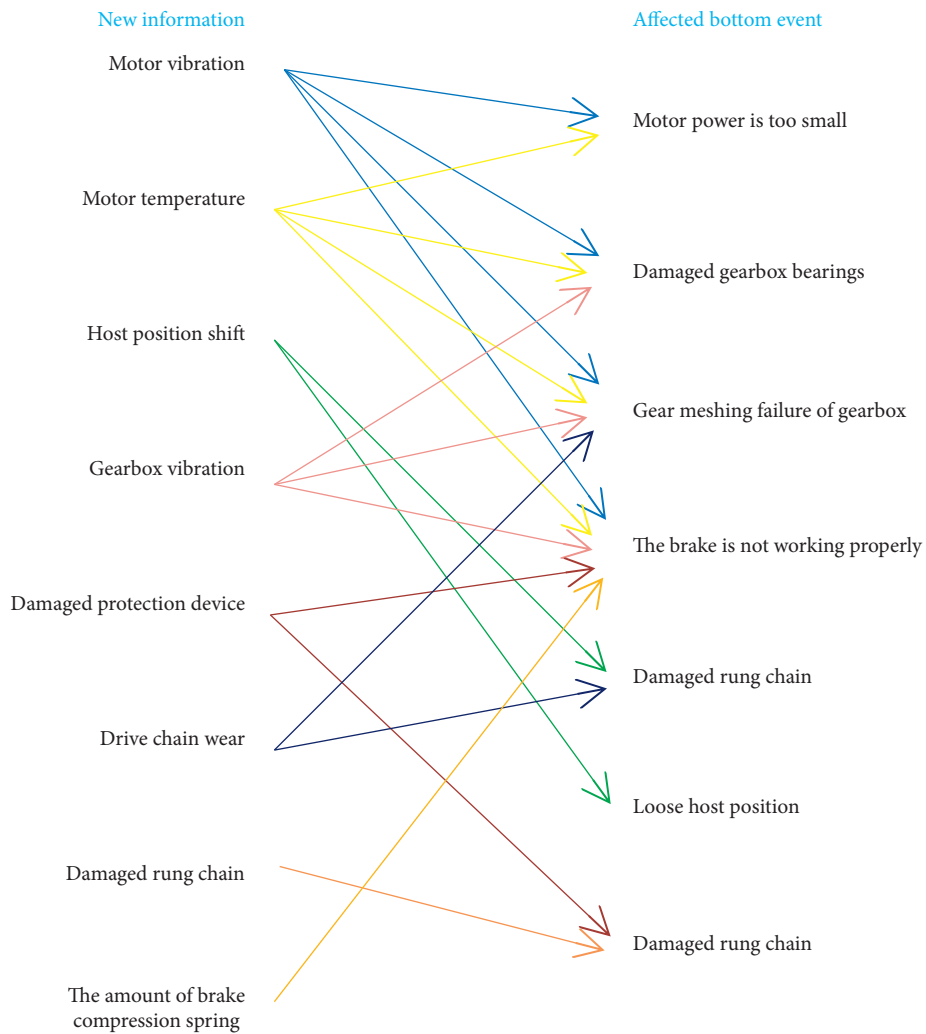 New information
Motor vibration
Motor temperature
Host position shift
Gearbox vibration
Damaged protection device
Drive chain wear
Damaged rung chain
The amount of brake
compression spring
Affected bottom event
Motor power is too small
Damaged gearbox bearings
Gear meshing failure of gearbox
The brake is not working properly
Damaged rung chain
Loose host position
Damaged rung chain